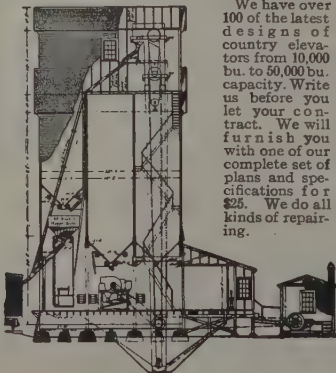 We have over
100 of the latest
designs of
country eleva-
tors from 10,000
bu. to 50,000 bu.
capacity. Write
us before you
let your con-
tract. We will
furnish you
with one of our
complete set of
plans and spe-
cifications for
$25. We do all
kinds of repair-
ing.